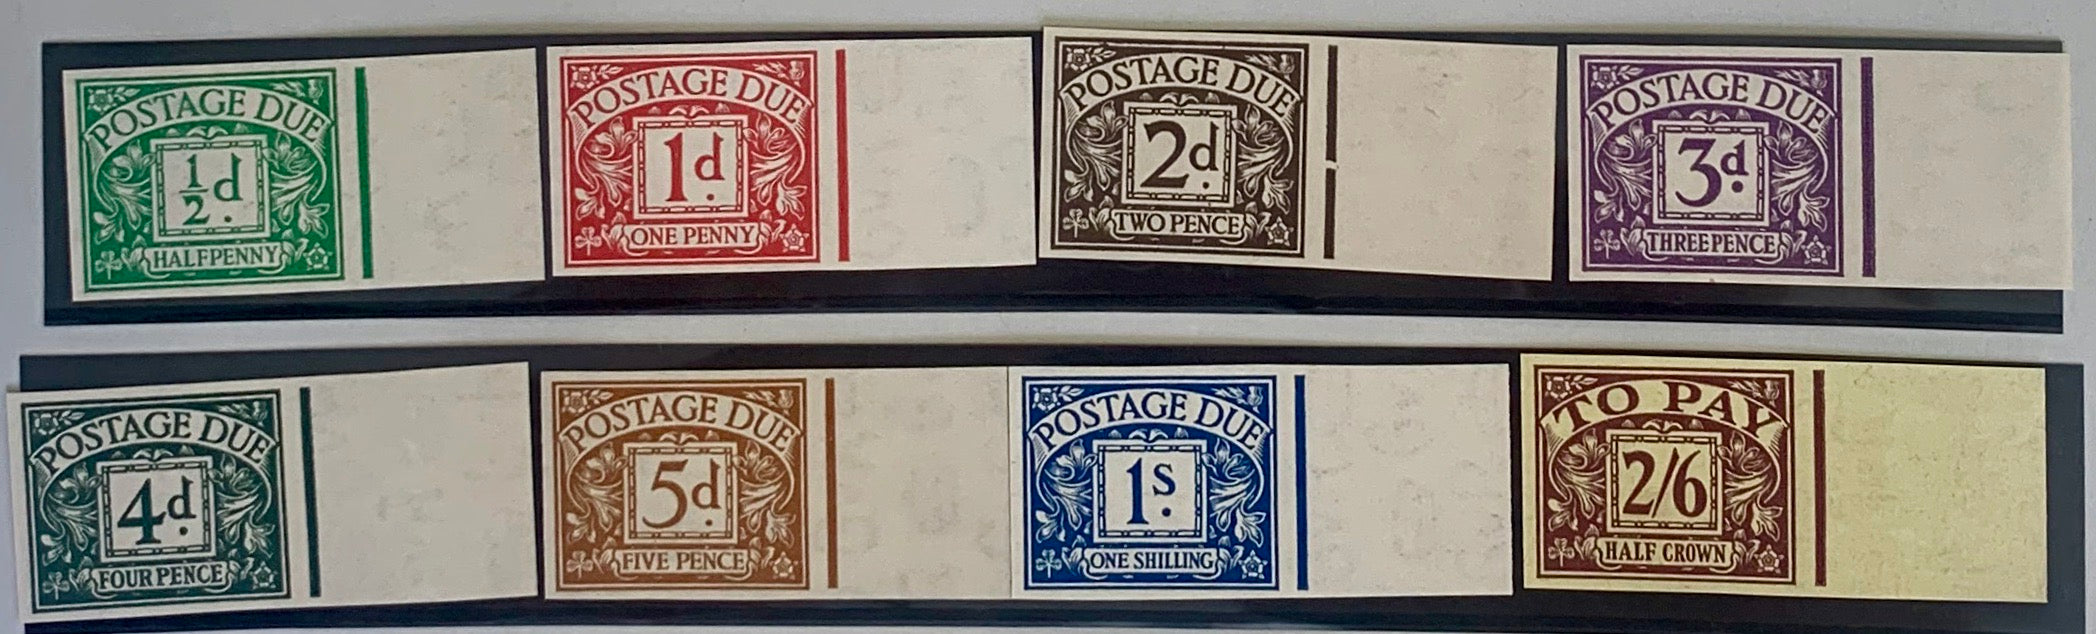 POSTAGE DUE
½d.
HALFPENNY
POSTAGE DUE
1d.
ONE PENNY
POSTAGE DUE
2d.
TWO PENCE
POSTAGE DUE
3d.
THREE PENCE
POSTAGE DUE
4d.
FOUR PENCE
POSTAGE DUE
5d.
FIVE PENCE
POSTAGE DUE
1s.
ONE SHILLING
TO PAY
2/6
HALF CROWN